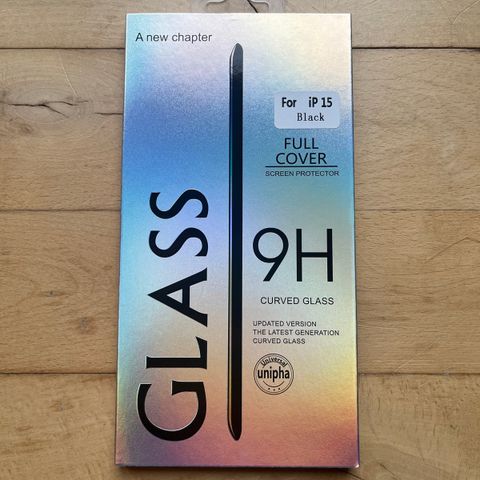 A new chapter
For iP 15
Black
FULL
COVER
SCREEN PROTECTOR
GLASS
9H
CURVED GLASS
UPDATED VERSION
THE LATEST GENERATION
CURVED GLASS
Universal
unipha